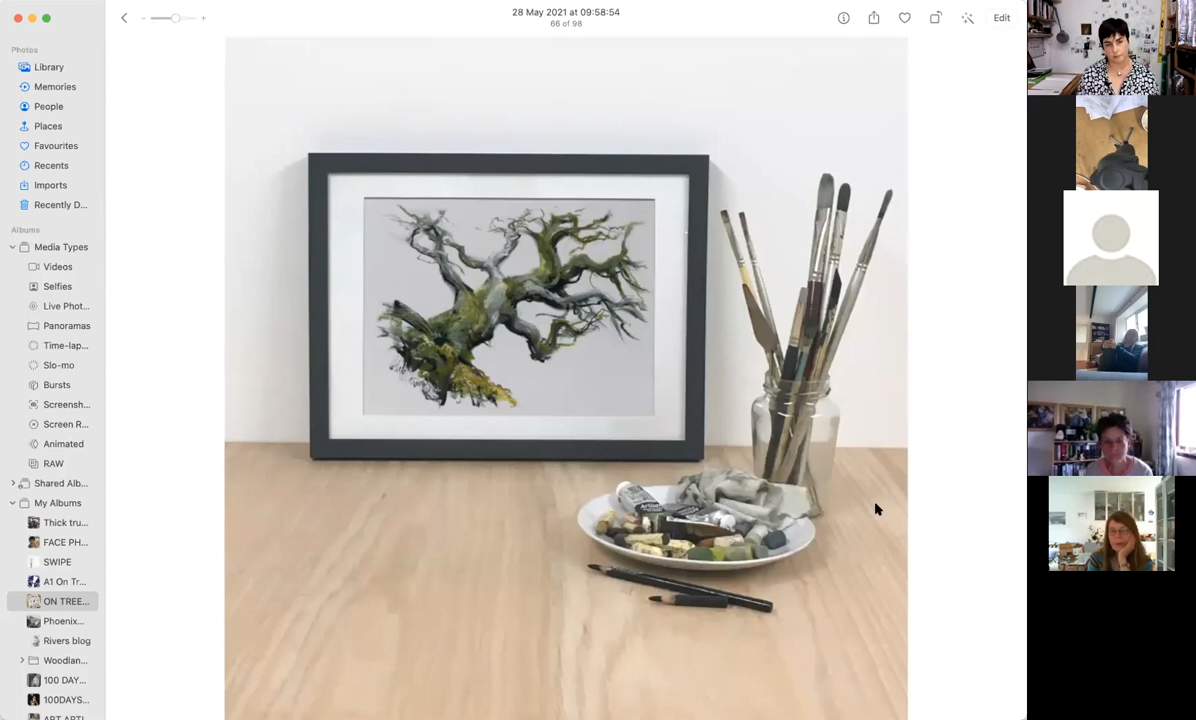 28 May 2021 at 09:58:54
66 of 98
Edit
Photos
Library
Memories
People
Places
Favourites
Recents
Imports
Recently D...
Albums
Media Types
Videos
Selfies
Live Phot...
Panoramas
Time-lap...
Slo-mo
Bursts
Screensh...
Screen R...
Animated
RAW
Shared Alb...
My Albums
Thick tru...
FACE PH...
SWIPE
A1 On Tr...
ON TREE...
Phoenix...
Rivers blog
Woodlan...
100 DAY...
100DAYS...